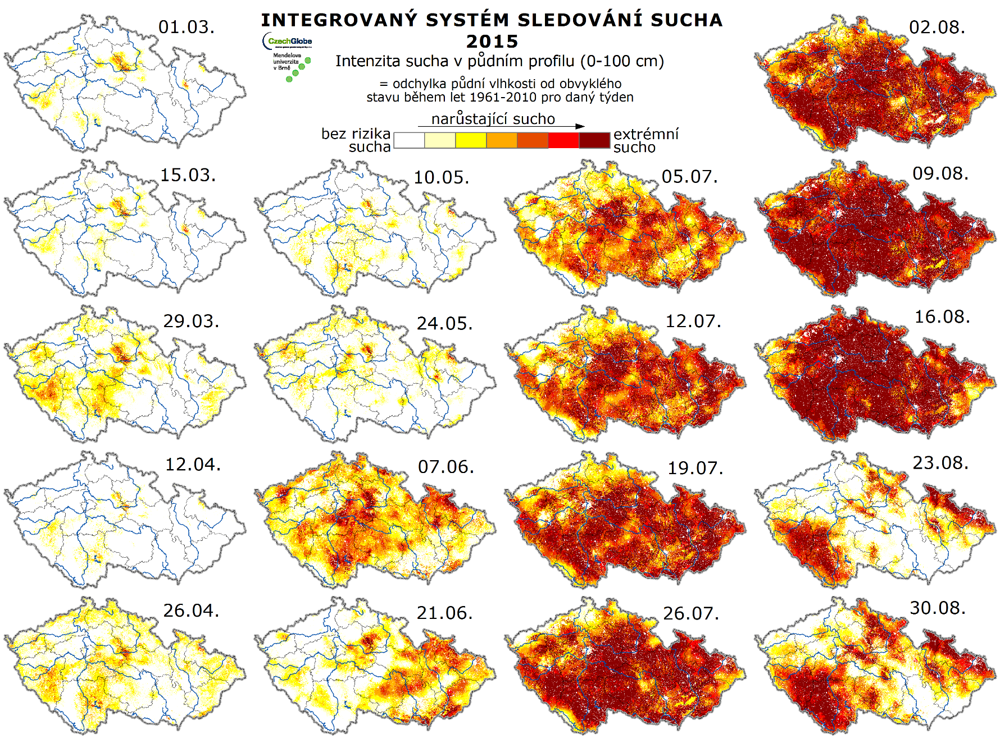 INTEGROVANÝ SYSTÉM SLEDOVÁNÍ SUCHA
2015
CzechGlobe
Mendelova
univerzita
v Brně
Intenzita sucha v půdním profilu (0-100 cm)
= odchylka půdní vlhkosti od obvyklého
stavu během let 1961-2010 pro daný týden
narůstající sucho
bez rizika
sucha
extrémní
sucho
01.03.
15.03.
29.03.
12.04.
26.04.
10.05.
24.05.
07.06.
21.06.
05.07.
12.07.
19.07.
26.07.
02.08.
09.08.
16.08.
23.08.
30.08.